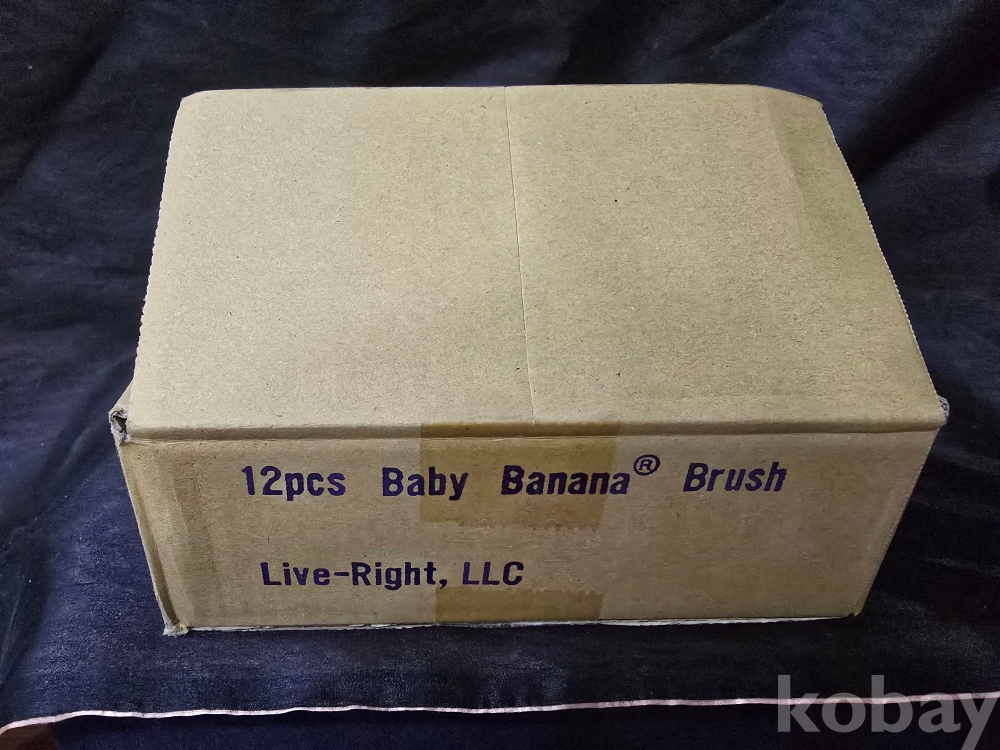 12pcs Baby Banana® Brush
Live-Right, LLC
kobay